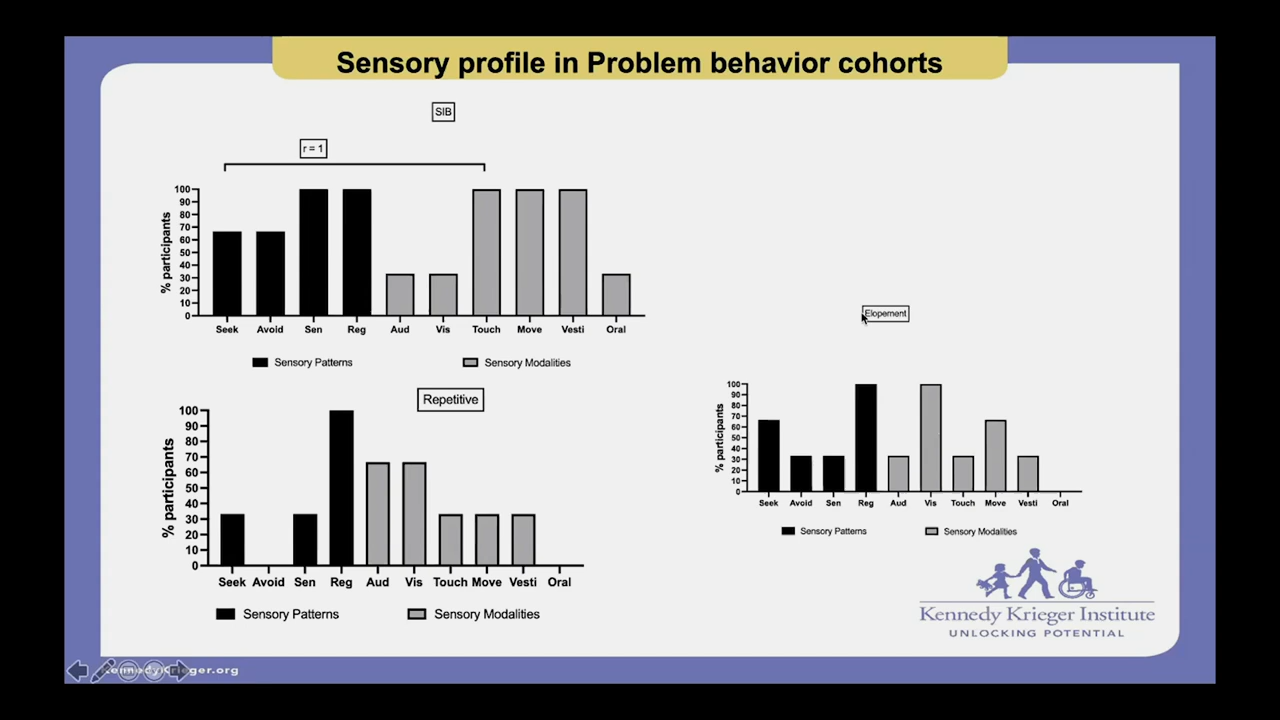 Sensory profile in Problem behavior cohorts
SIB
r = 1
% participants
100
90
80
70
60
50
40
30
20
10
0
Seek Avoid Sen Reg Aud Vis Touch Move Vesti Oral
Sensory Patterns Sensory Modalities
Repetitive
% participants
100
90
80
70
60
50
40
30
20
10
0
Seek Avoid Sen Reg Aud Vis Touch Move Vesti Oral
Sensory Patterns Sensory Modalities
Elopement
% participants
100
90
80
70
60
50
40
30
20
10
0
Seek Avoid Sen Reg Aud Vis Touch Move Vesti Oral
Sensory Patterns Sensory Modalities
Kennedy Krieger Institute
UNLOCKING POTENTIAL
KennedyKrieger.org